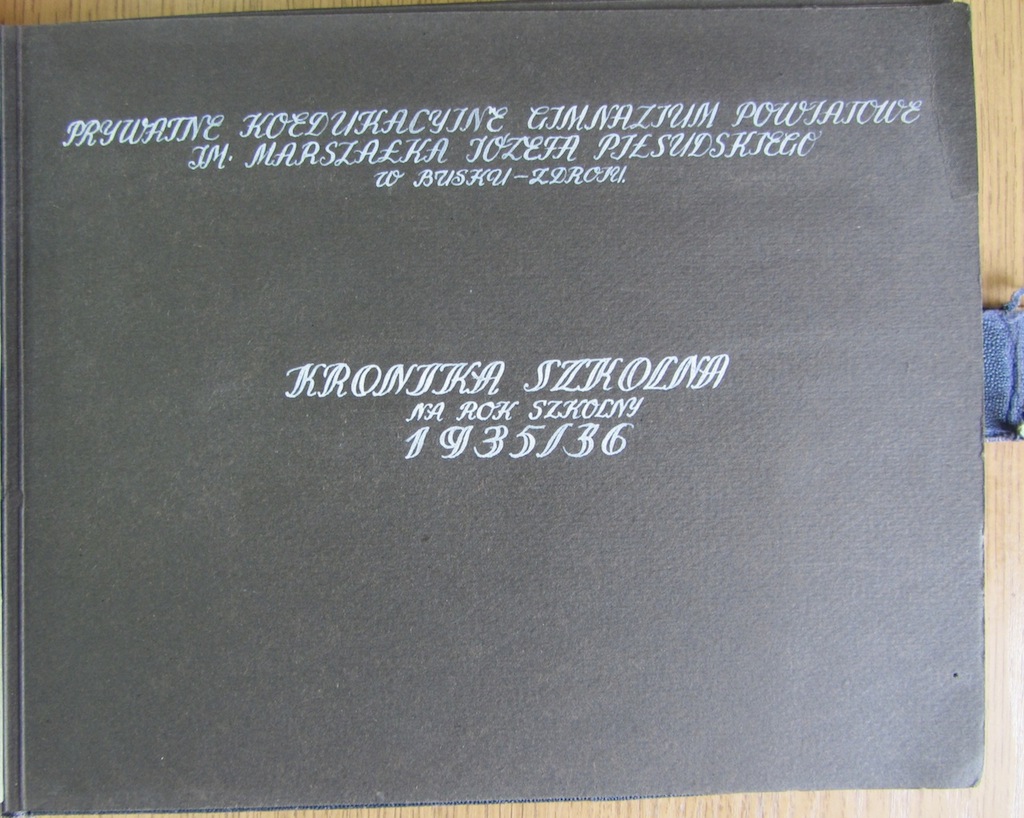 PRYWATNE KOEDUKACYJNE GIMNAZJUM POWIATOWE
IM. MARSZAŁKA JÓZEFA PIŁSUDSKIEGO
W BUSKU-ZDROJU.
KRONIKA SZKOLNA
NA ROK SZKOLNY
1935/36